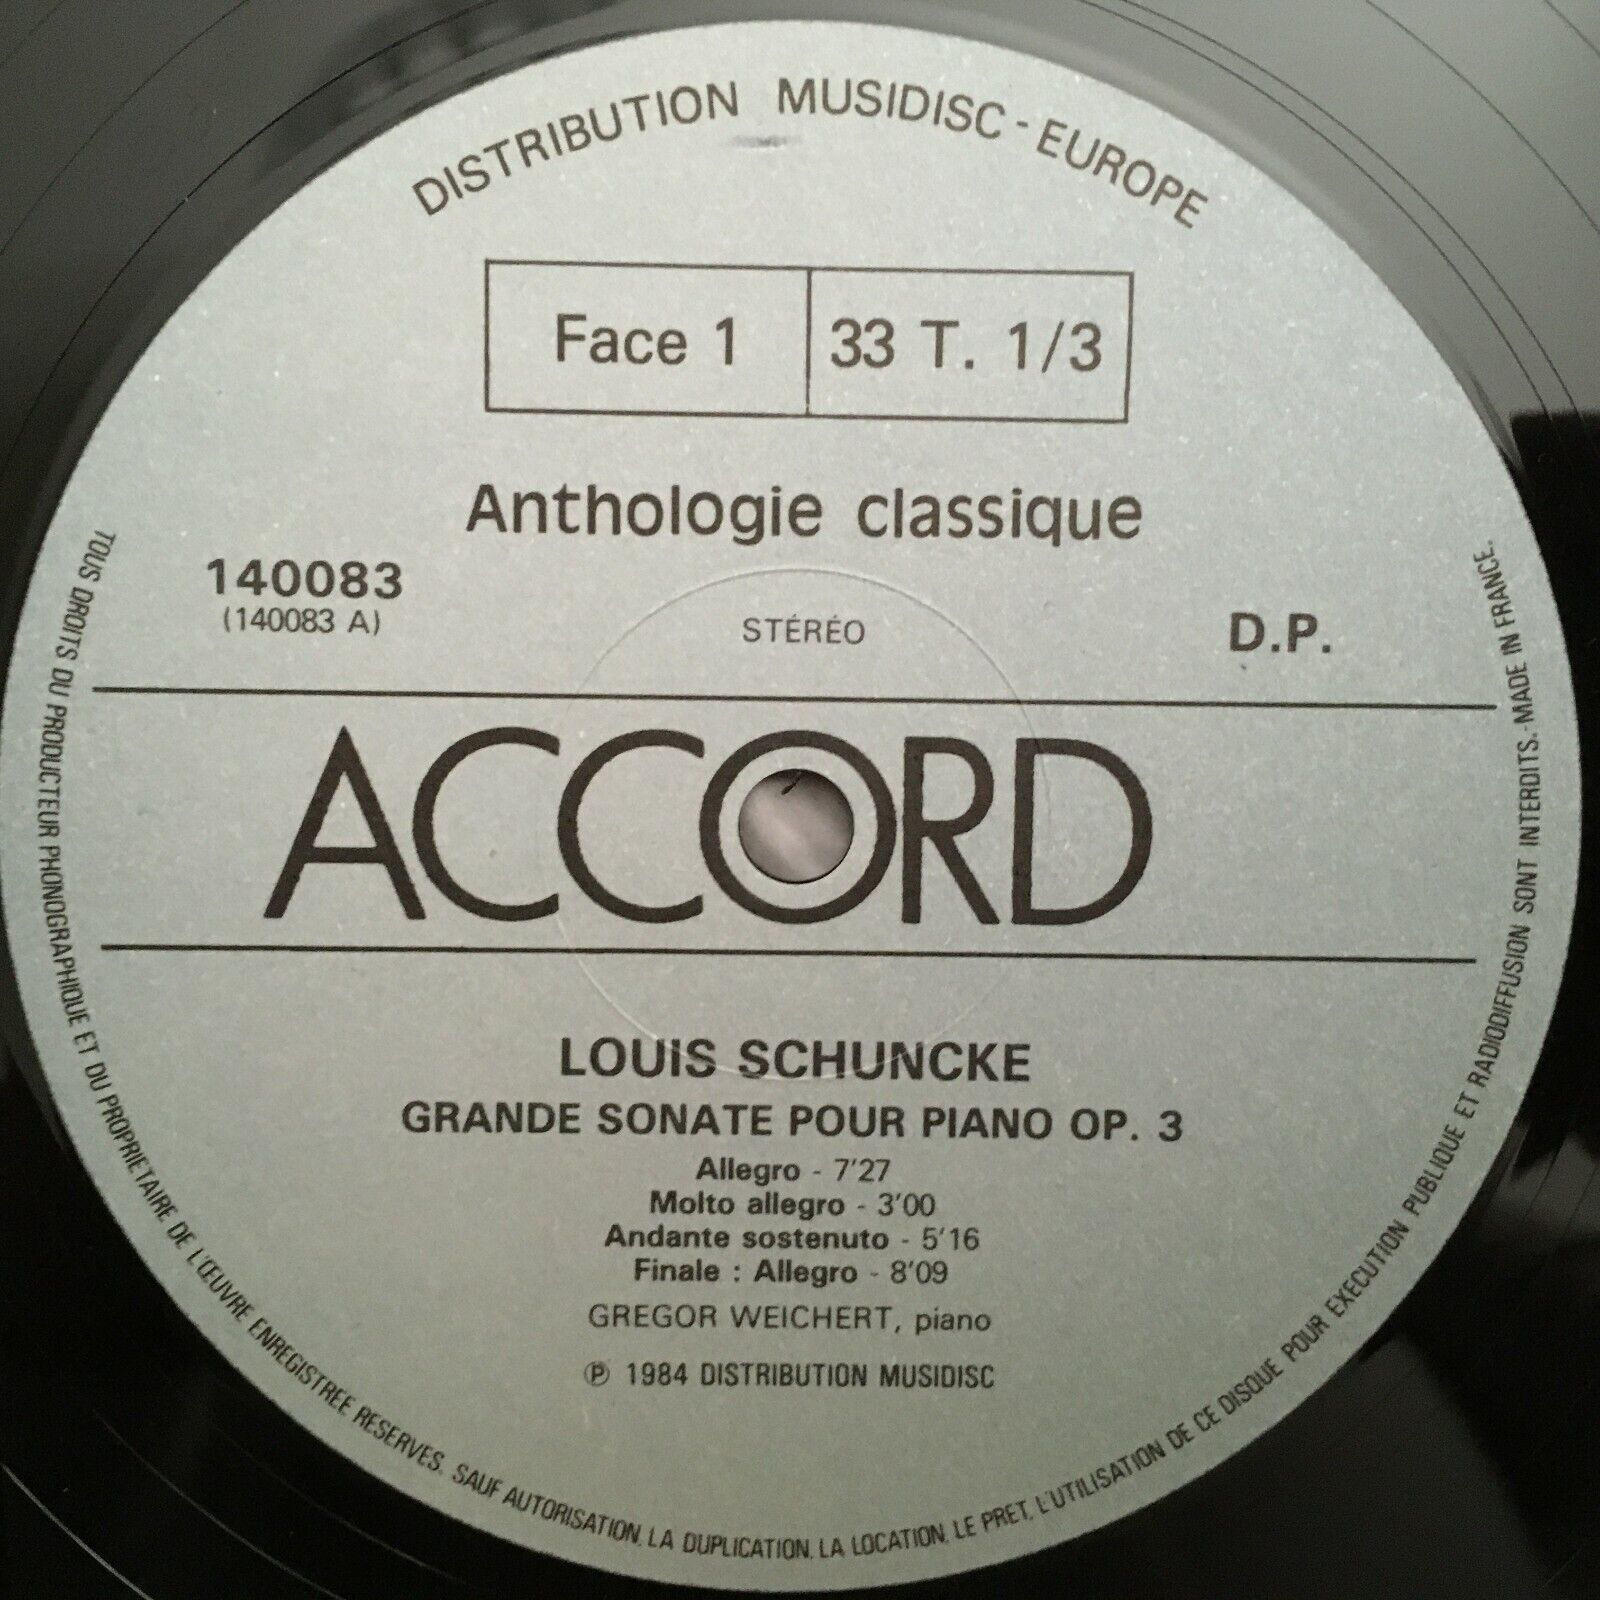 DISTRIBUTION MUSIDISC - EUROPE
Face 1
33 T. 1/3
Anthologie classique
140083
(140083 A)
STÉRÉO
D.P.
ACCORD
LOUIS SCHUNCKE
GRANDE SONATE POUR PIANO OP. 3
Allegro - 7'27
Molto allegro - 3'00
Andante sostenuto - 5'16
Finale : Allegro - 8'09
GREGOR WEICHERT, piano
℗ 1984 DISTRIBUTION MUSIDISC
TOUS DROITS DU PRODUCTEUR PHONOGRAPHIQUE ET DU PROPRIETAIRE DE L'ŒUVRE ENREGISTREE RESERVES. SAUF AUTORISATION, LA DUPLICATION, LA LOCATION, LE PRET, L'UTILISATION DE CE DISQUE POUR EXECUTION PUBLIQUE ET RADIODIFFUSION SONT INTERDITS.-MADE IN FRANCE.